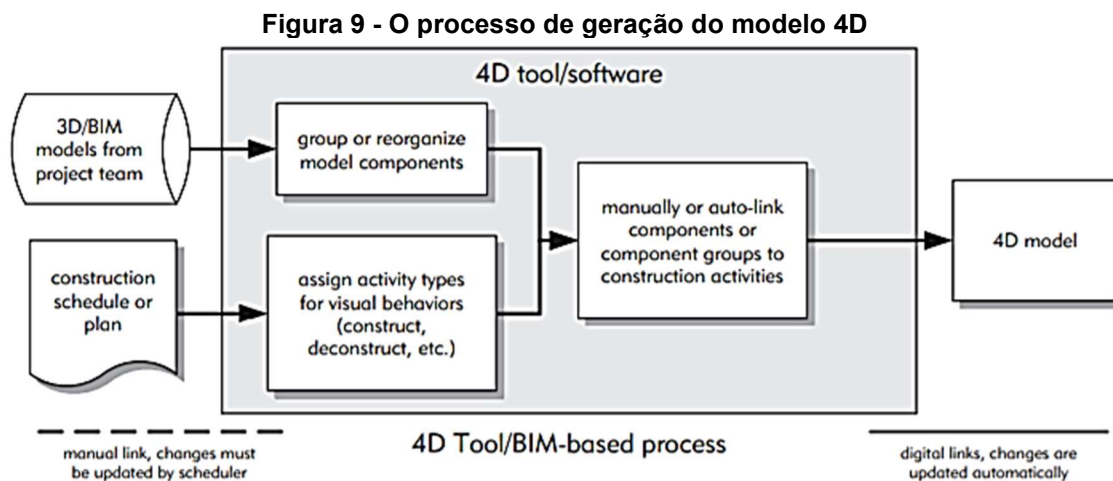 Figura 9 - O processo de geração do modelo 4D
4D tool/software
3D/BIM
models from
project team
group or reorganize
model components
manually or auto-link
components or
component groups to
construction activities
4D model
construction
schedule or
plan
assign activity types
for visual behaviors
(construct,
deconstruct, etc.)
manual link, changes must
be updated by scheduler
4D Tool/BIM-based process
digital links, changes are
updated automatically